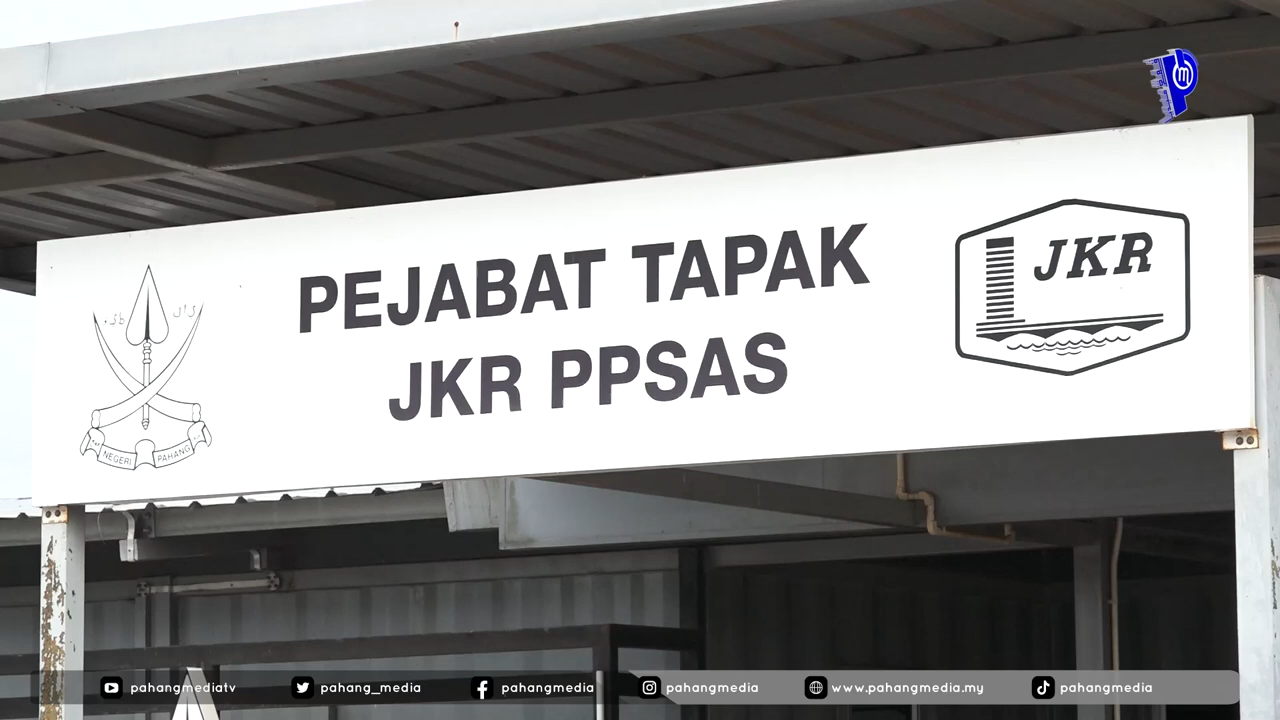 PEJABAT TAPAK
JKR PPSAS
JKR
NEGERI PAHANG
pahangmediatv
pahang_media
pahangmedia
pahangmedia
www.pahangmedia.my
pahangmedia